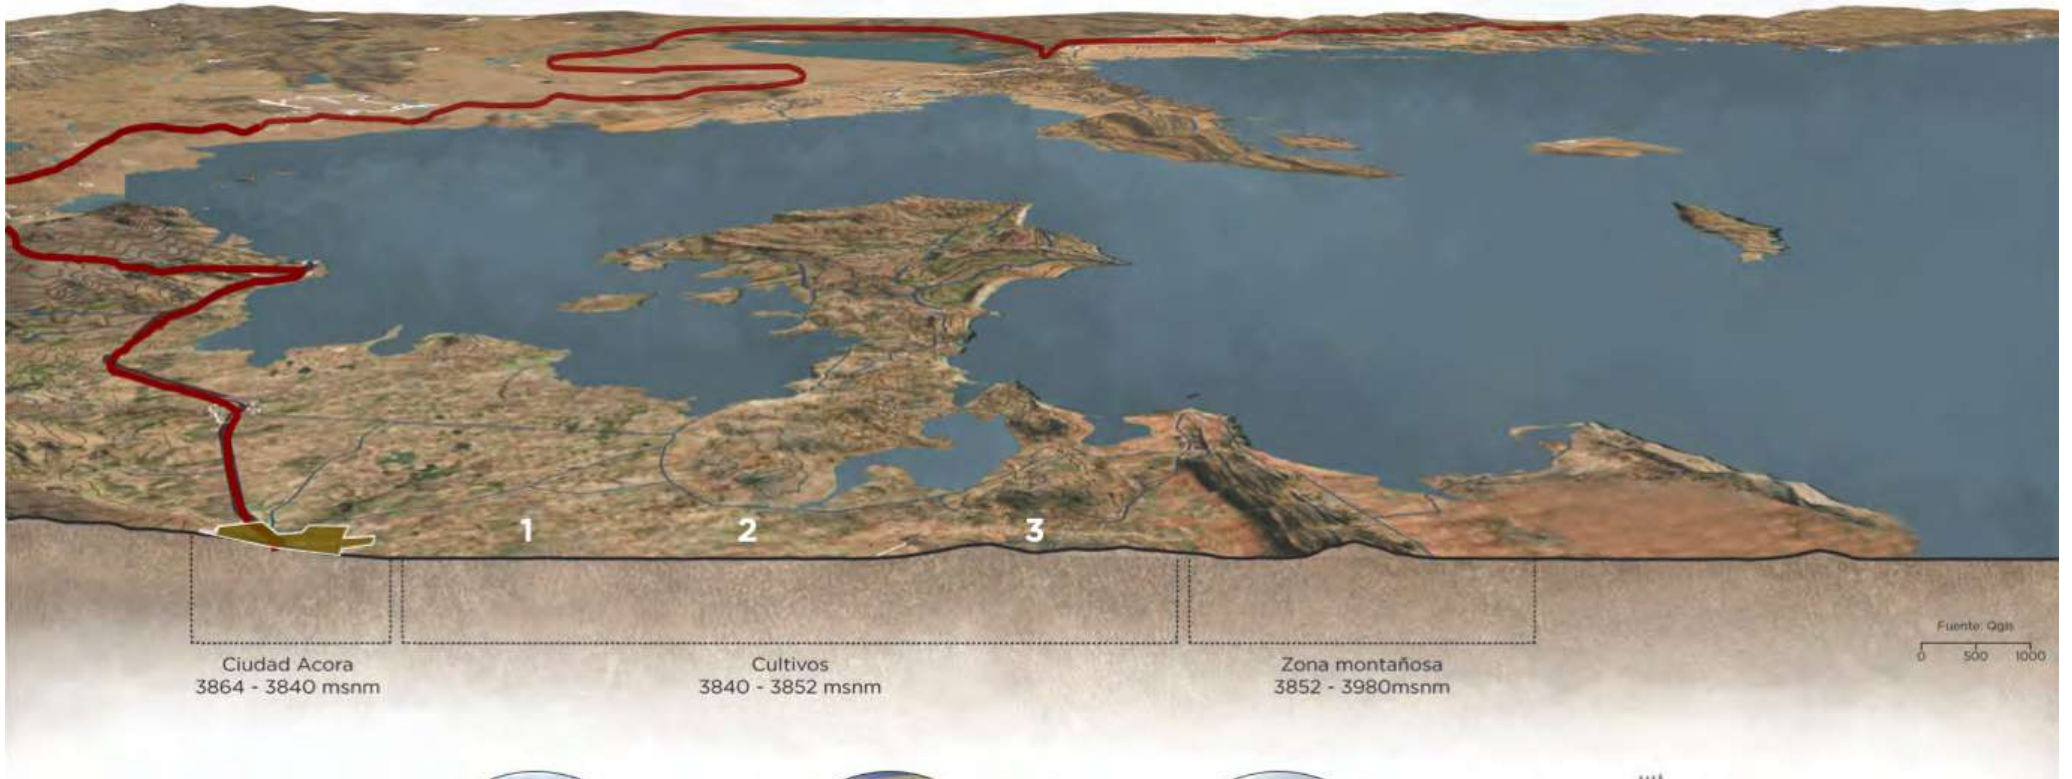 1
2
3
Ciudad Acora
3864 - 3840 msnm
Cultivos
3840 - 3852 msnm
Zona montañosa
3852 - 3980msnm
Fuente: Qgis
0 500 1000